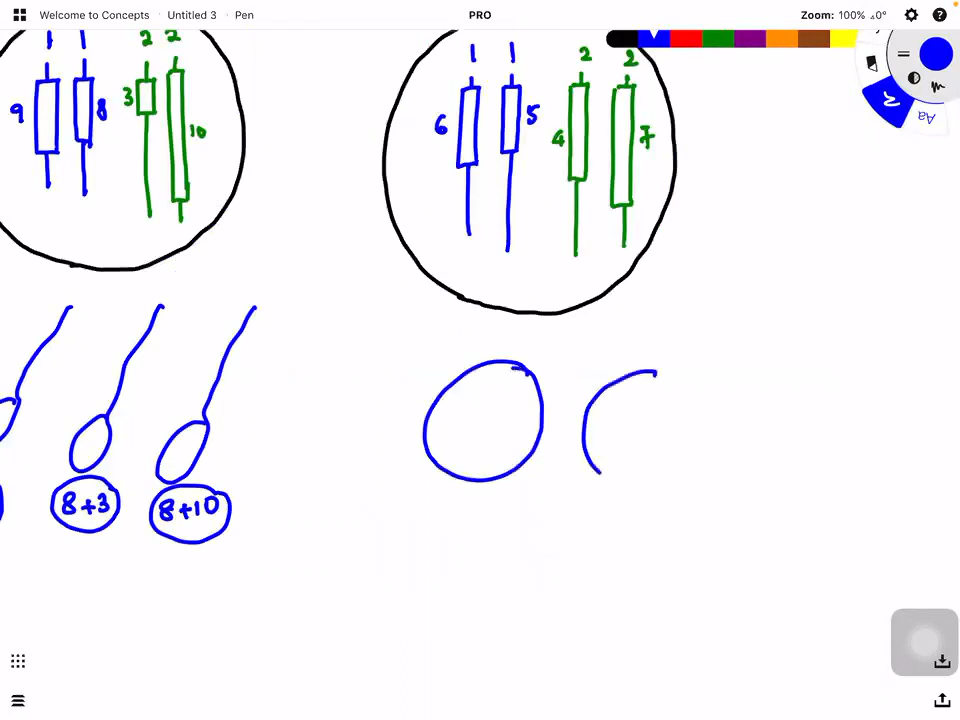 Welcome to Concepts Untitled 3 Pen PRO Zoom: 100% 0°
1 1 2 2
9 8 3 10
1 1 2 2
6 5 4 7
Aa
8+3 8+10